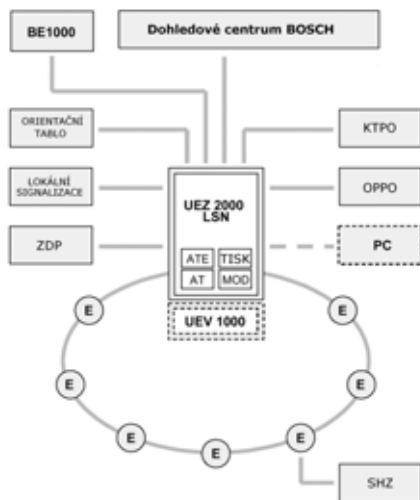 BE1000
Dohledové centrum BOSCH
ORIENTAČNÍ
TABLO
KTPO
LOKÁLNÍ
SIGNALIZACE
UEZ 2000
LSN
OPPO
ZDP
ATE
TISK
AT
MOD
PC
UEV 1000
E
E
E
E
E
E
E
SHZ